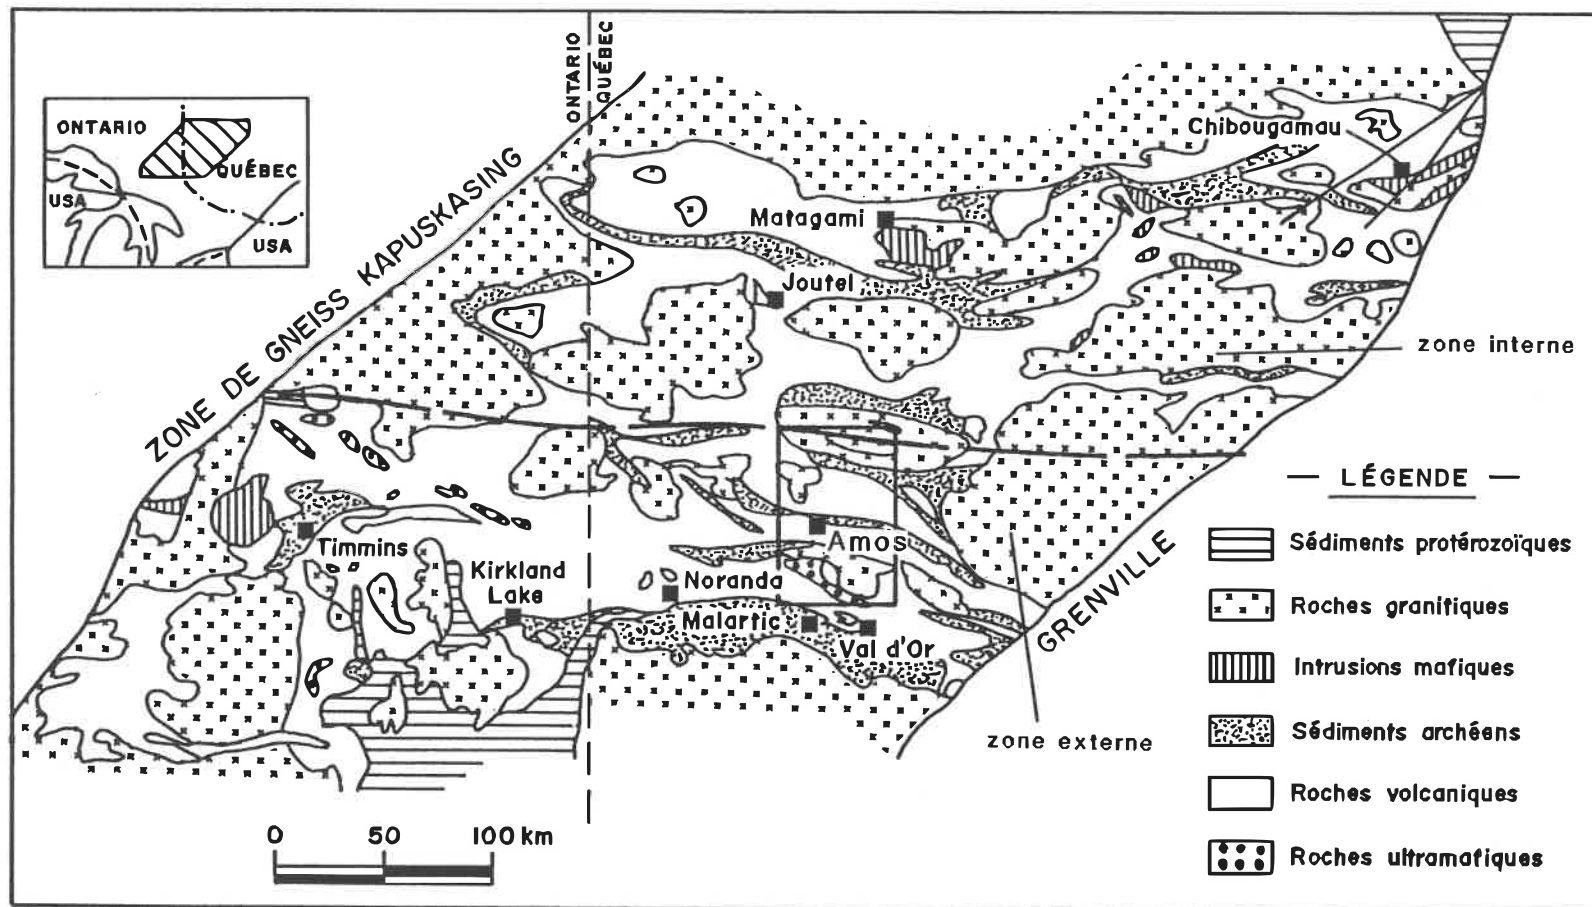 ONTARIO
QUÉBEC
ONTARIO
QUÉBEC
USA
USA
ZONE DE GNEISS KAPUSKASING
Chibougamau
Matagami
Joutel
zone interne
Timmins
Kirkland
Lake
Amos
Noranda
Malartic
Val d'Or
GRENVILLE
zone externe
0 50 100 km
— LÉGENDE —
Sédiments protérozoïques
Roches granitiques
Intrusions mafiques
Sédiments archéens
Roches volcaniques
Roches ultramafiques